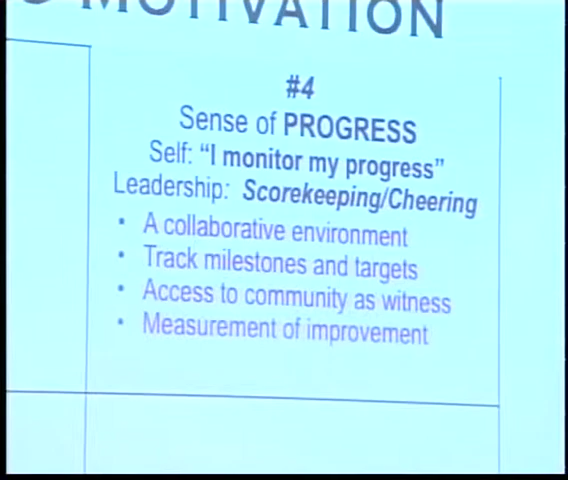 MOTIVATION
#4
Sense of PROGRESS
Self: “I monitor my progress”
Leadership: Scorekeeping/Cheering
• A collaborative environment
• Track milestones and targets
• Access to community as witness
• Measurement of improvement